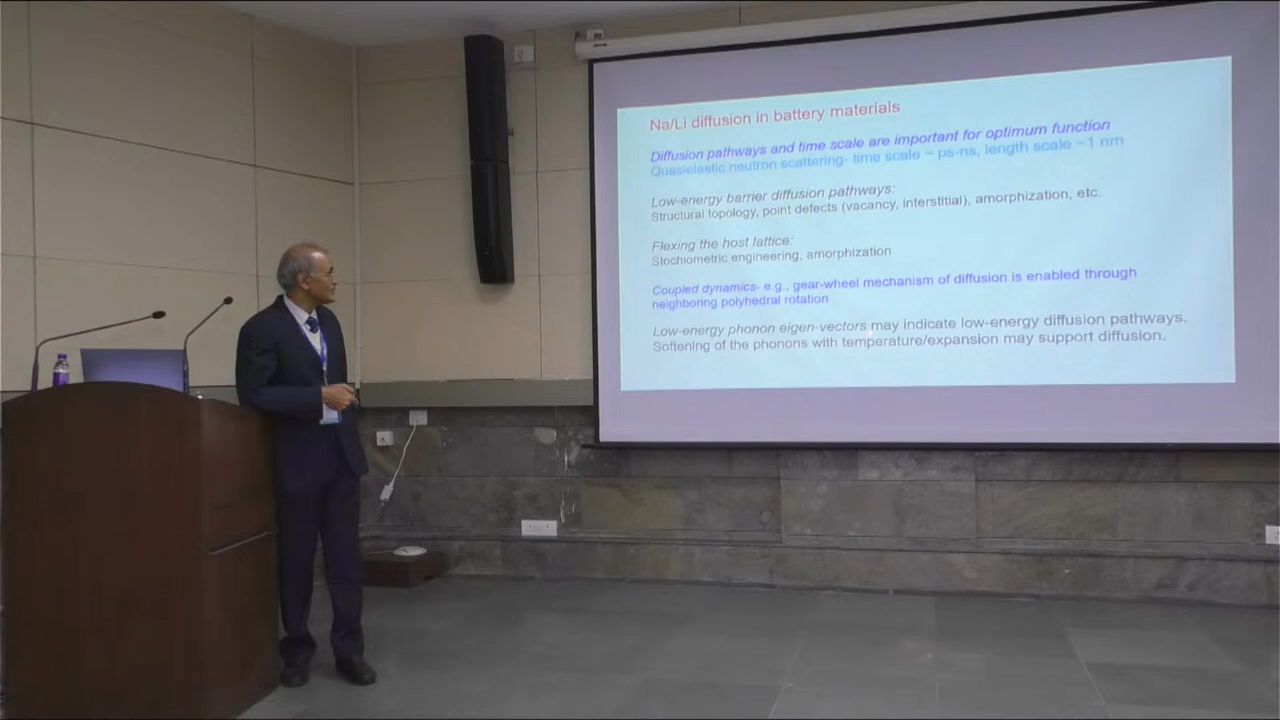 Na/Li diffusion in battery materials
Diffusion pathways and time scale are important for optimum function
Quasielestic neutron scattering- time scale ~ ps-ns, length scale ~1 nm
Low-energy barrier diffusion pathways:
Structural topology, point defects (vacancy, interstitial), amorphization, etc.
Flexing the host lattice:
Stochiometric engineering, amorphization
Coupled dynamics- e.g., gear-wheel mechanism of diffusion is enabled through
neighboring polyhedral rotation
Low-energy phonon eigen-vectors may indicate low-energy diffusion pathways.
Softening of the phonons with temperature/expansion may support diffusion.